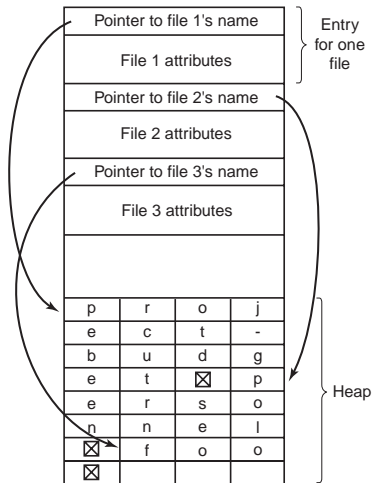 Pointer to file 1's name
File 1 attributes
Pointer to file 2's name
File 2 attributes
Pointer to file 3's name
File 3 attributes
Entry
for one
file
p r o j
e c t -
b u d g
e t ☒ p
e r s o
n n e l
☒ f o o
☒
Heap